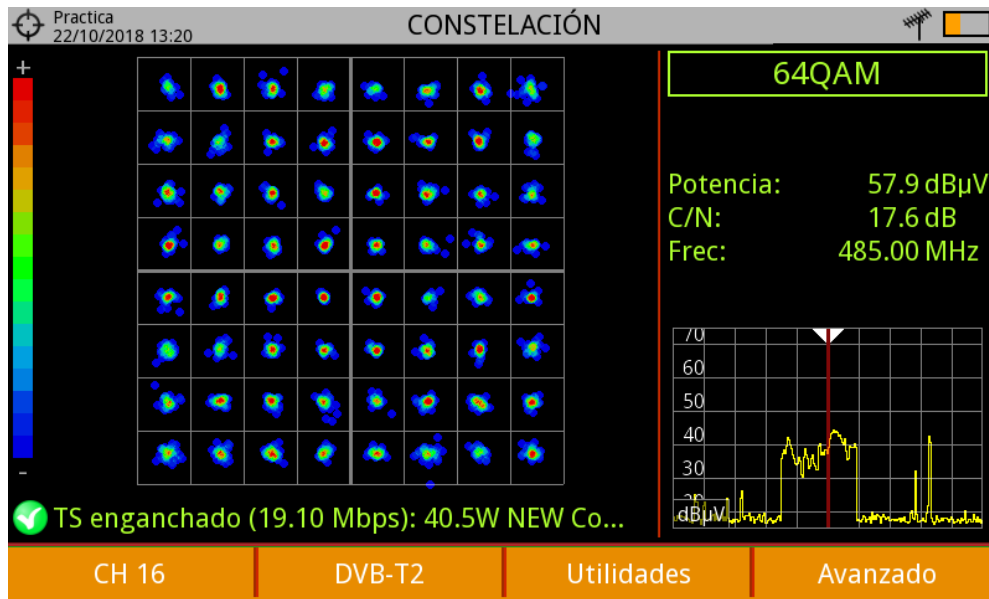 Practica
22/10/2018 13:20
CONSTELACIÓN
+
-
64QAM
Potencia: 57.9 dBµV
C/N: 17.6 dB
Frec: 485.00 MHz
70
60
50
40
30
20
dBµV
TS enganchado (19.10 Mbps): 40.5W NEW Co...
CH 16
DVB-T2
Utilidades
Avanzado